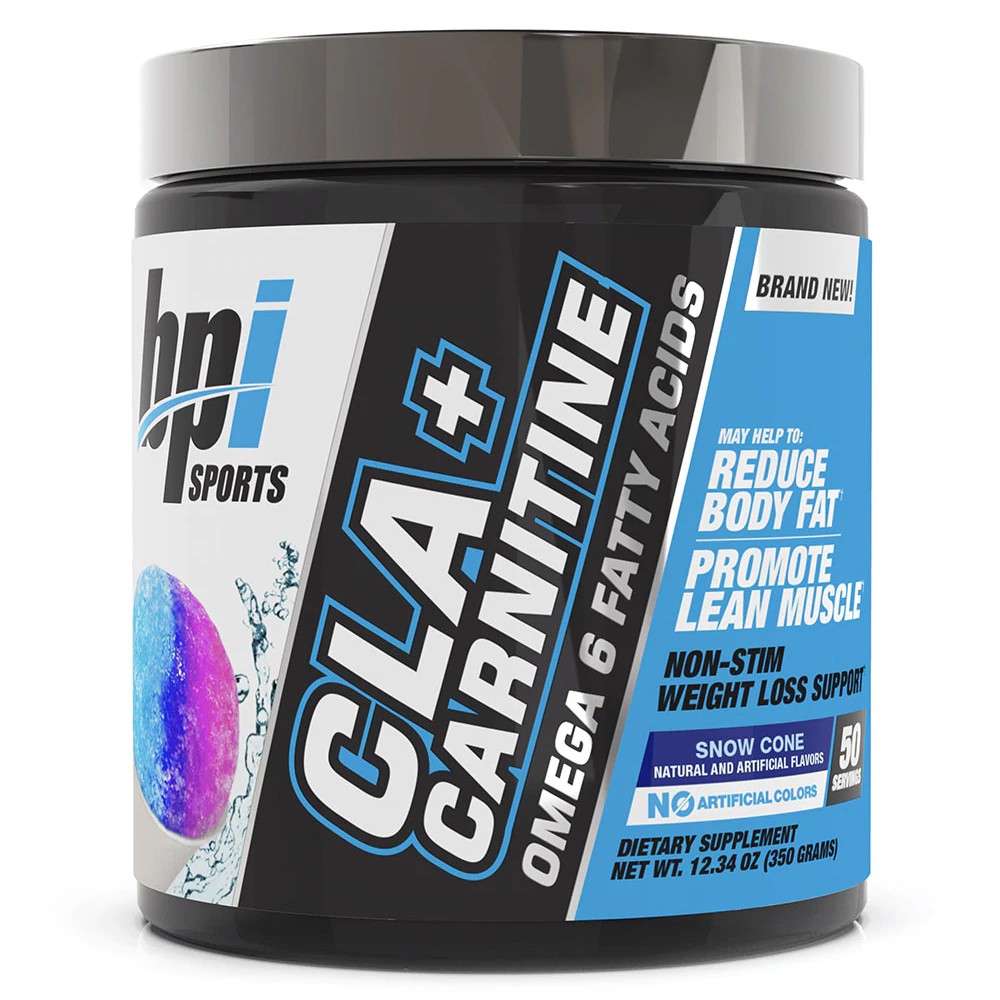 bpi
SPORTS
CLA+
CARNITINE
OMEGA 6 FATTY ACIDS
BRAND NEW!
MAY HELP TO:
REDUCE
BODY FAT†
PROMOTE
LEAN MUSCLE†
NON-STIM
WEIGHT LOSS SUPPORT†
SNOW CONE
NATURAL AND ARTIFICIAL FLAVORS
50
SERVINGS
NO ARTIFICIAL COLORS
DIETARY SUPPLEMENT
NET WT. 12.34 OZ (350 GRAMS)